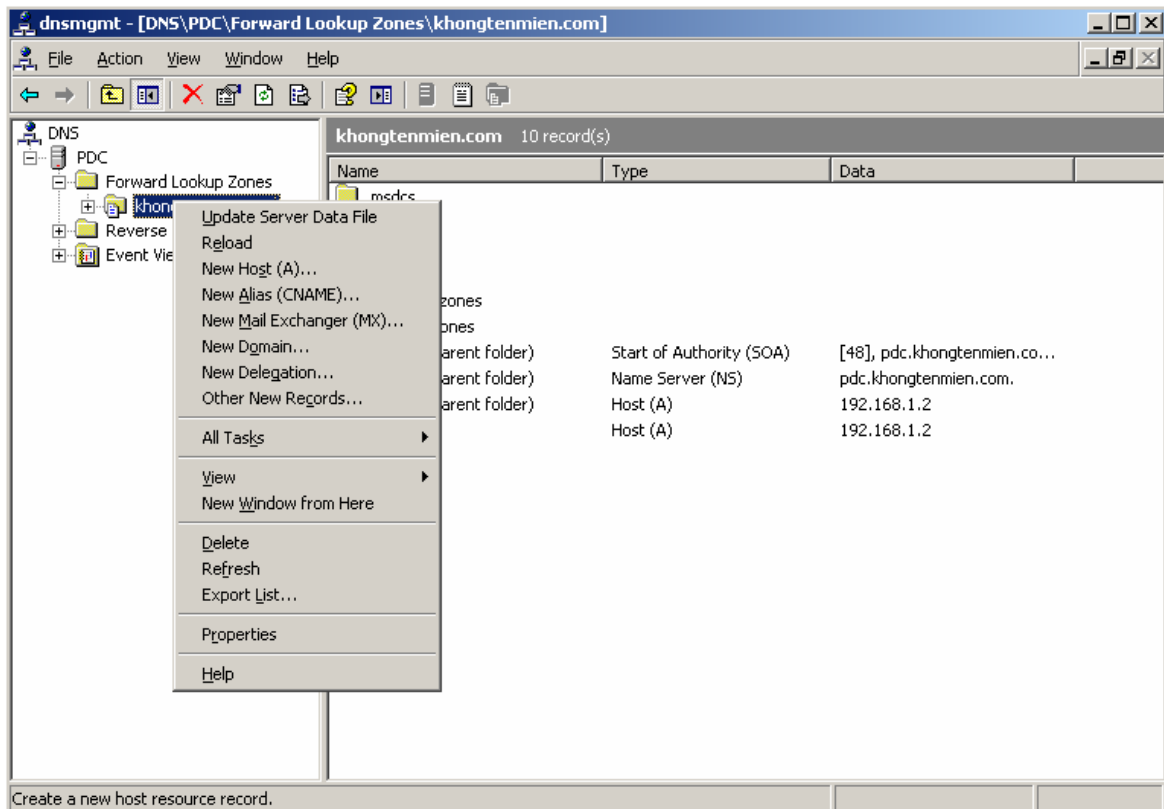 dnsmgmt - [DNS\PDC\Forward Lookup Zones\khongtenmien.com]
File Action View Window Help
DNS
PDC
Forward Lookup Zones
Reverse
khongtenmien.com 10 record(s)
Name Type Data
msdcs
Update Server Data File
Reload
New Host (A)...
New Alias (CNAME)...
New Mail Exchanger (MX)...
New Domain...
New Delegation...
Other New Records...
All Tasks
View
New Window from Here
Delete
Refresh
Export List...
Properties
Help
arent folder) Start of Authority (SOA) [48], pdc.khongtenmien.co...
arent folder) Name Server (NS) pdc.khongtenmien.com.
arent folder) Host (A) 192.168.1.2
Host (A) 192.168.1.2
Create a new host resource record.